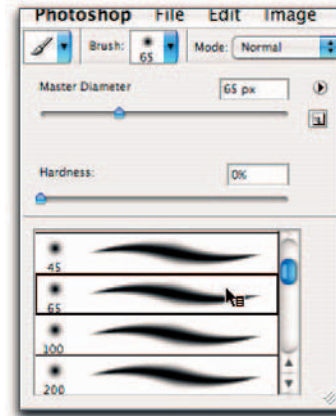 Photoshop File Edit Image
Brush: 65 Mode: Normal
Master Diameter 65 px
Hardness: 0%
45
65
100
200